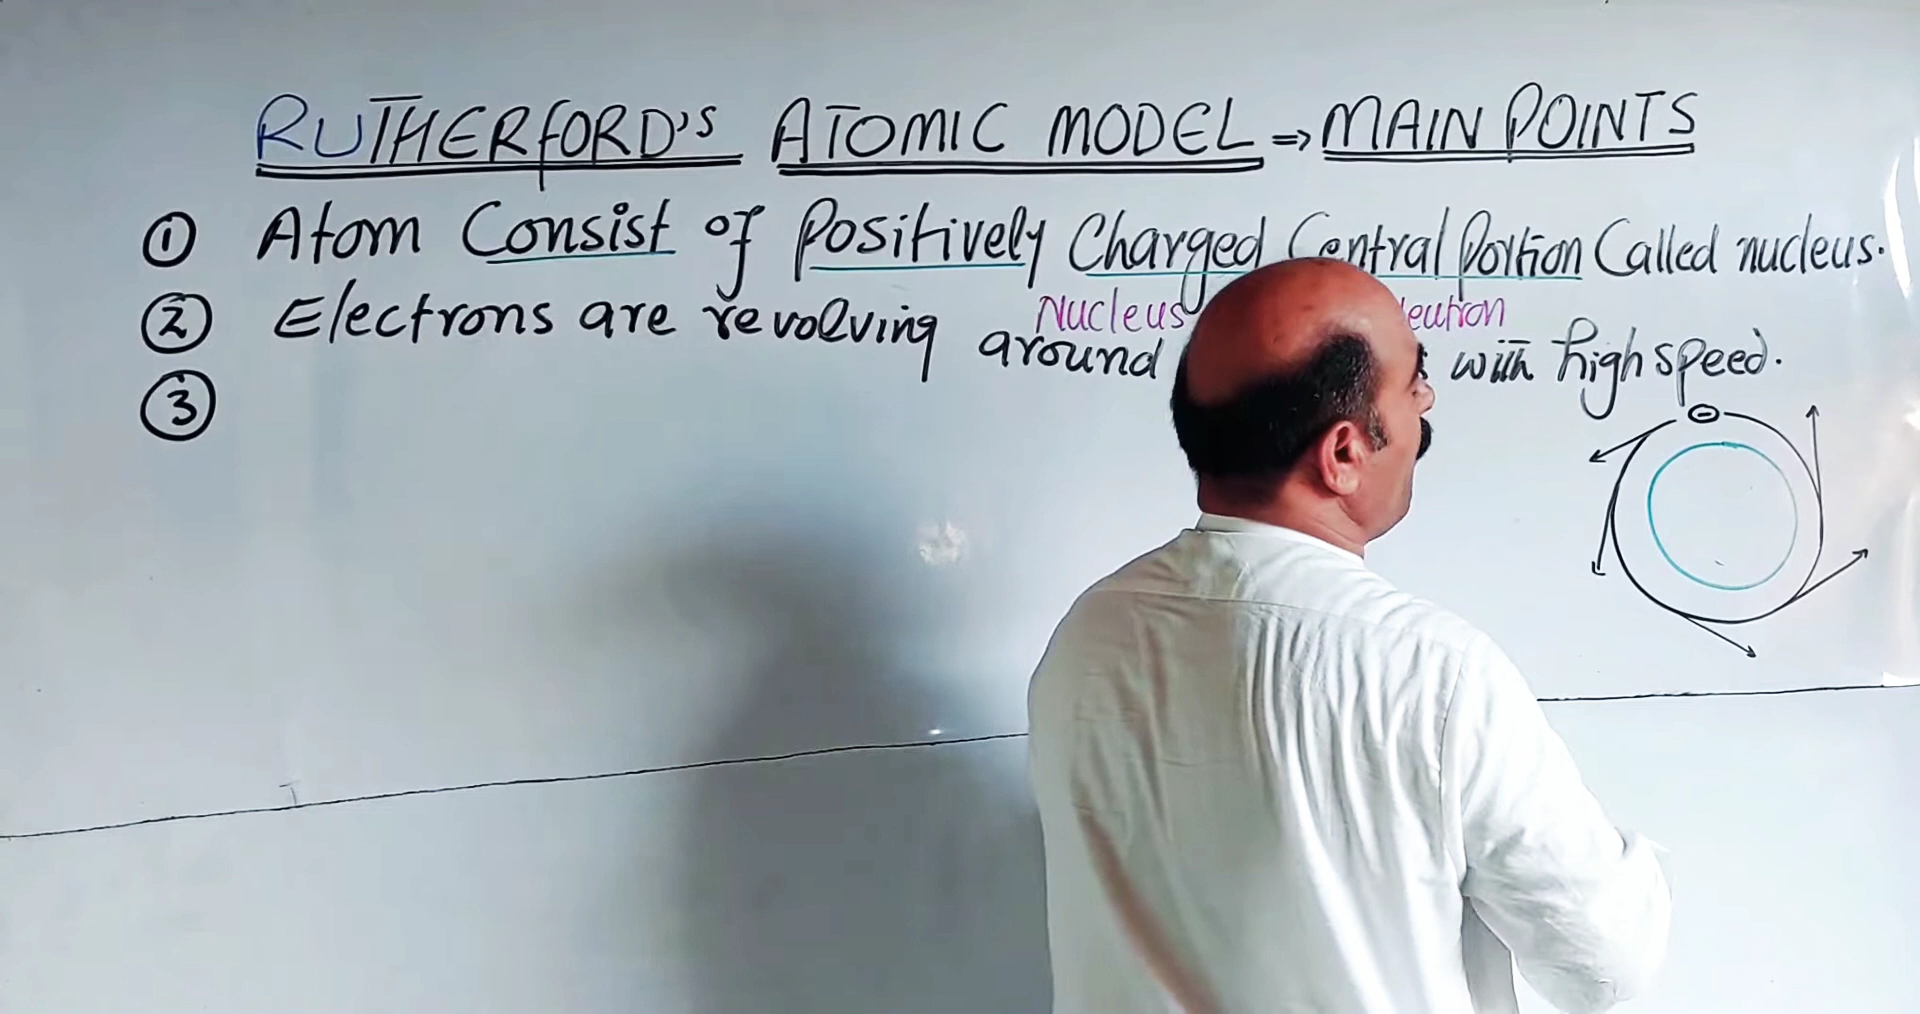 RUTHERFORD'S ATOMIC MODEL ⇒ MAIN POINTS
① Atom Consist of Positively Charged Central Portion Called nucleus.
Nucleus
② Electrons are revolving around with high speed.
③
⊖